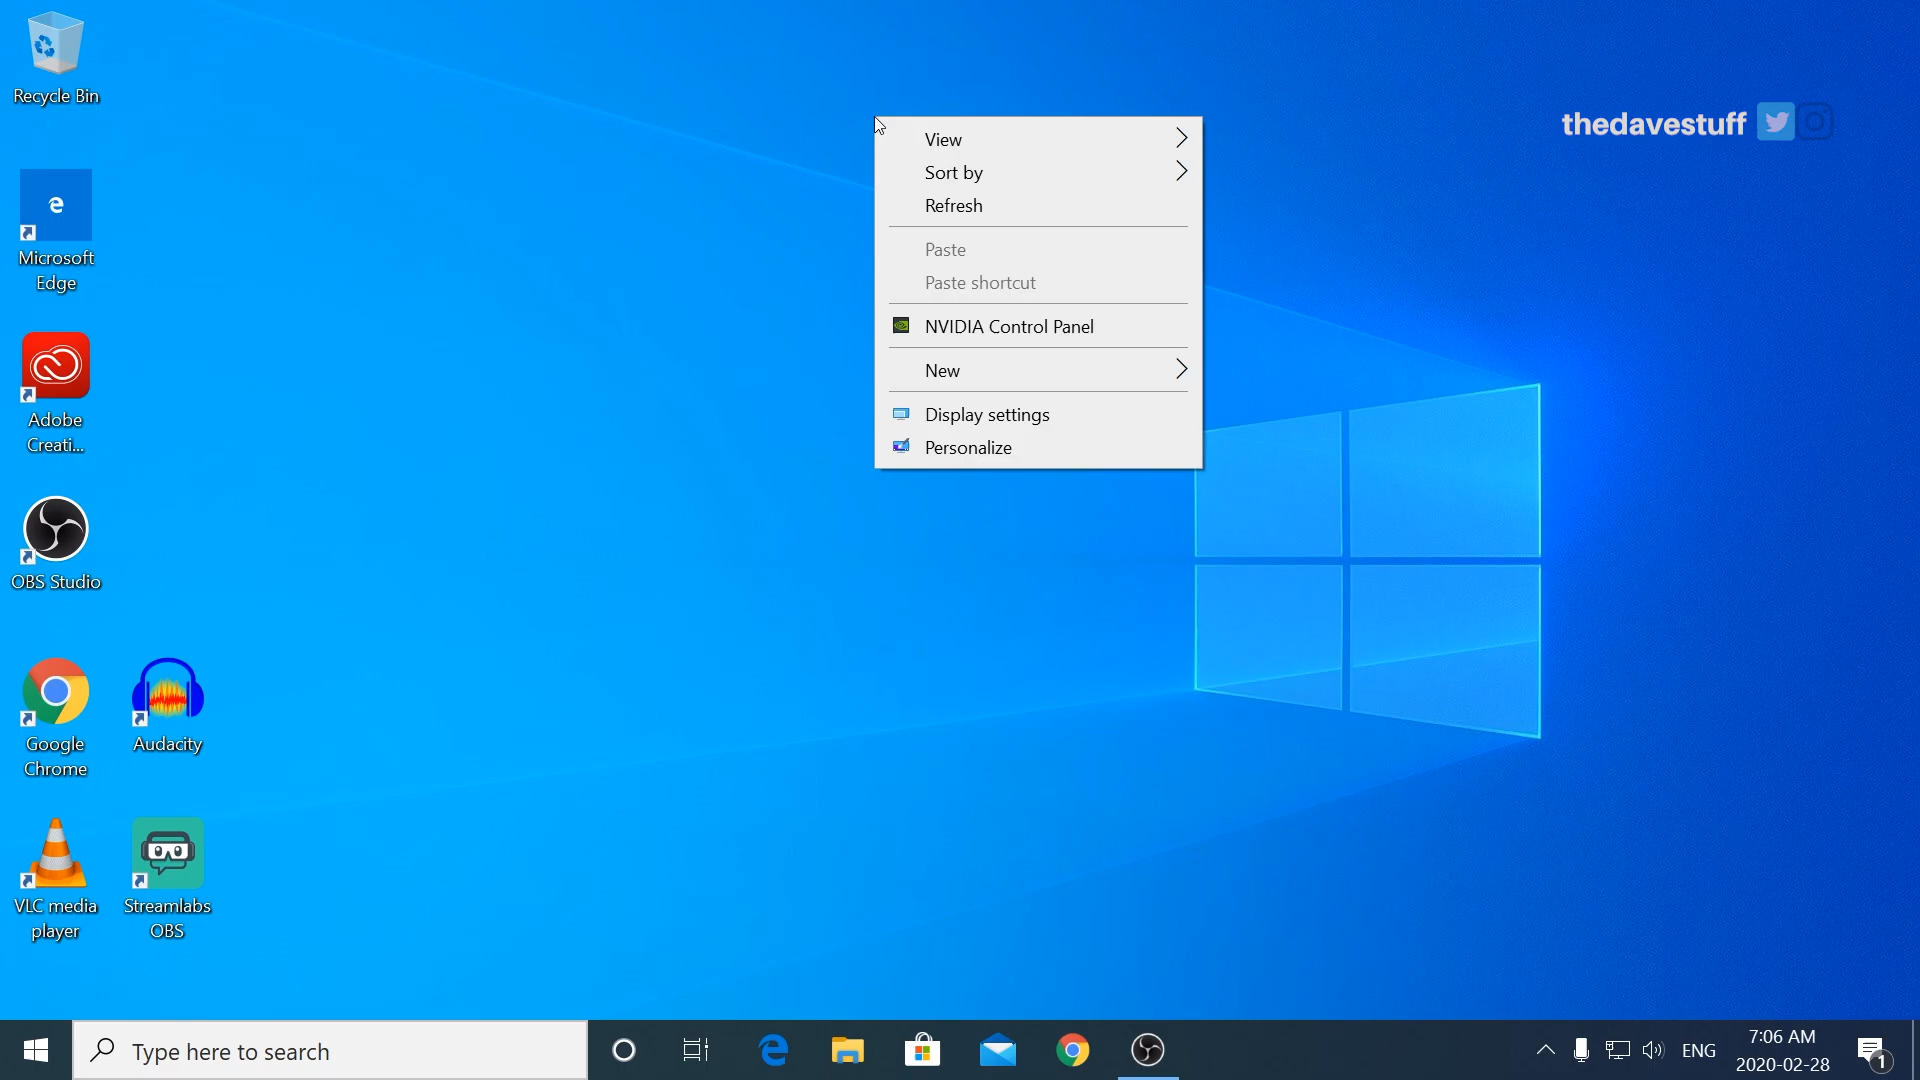 Recycle Bin
Microsoft
Edge
Adobe
Creati...
OBS Studio
Google
Chrome
Audacity
VLC media
player
Streamlabs
OBS
View
Sort by
Refresh
Paste
Paste shortcut
NVIDIA Control Panel
New
Display settings
Personalize
thedavestuff
Type here to search
ENG
7:06 AM
2020-02-28
1